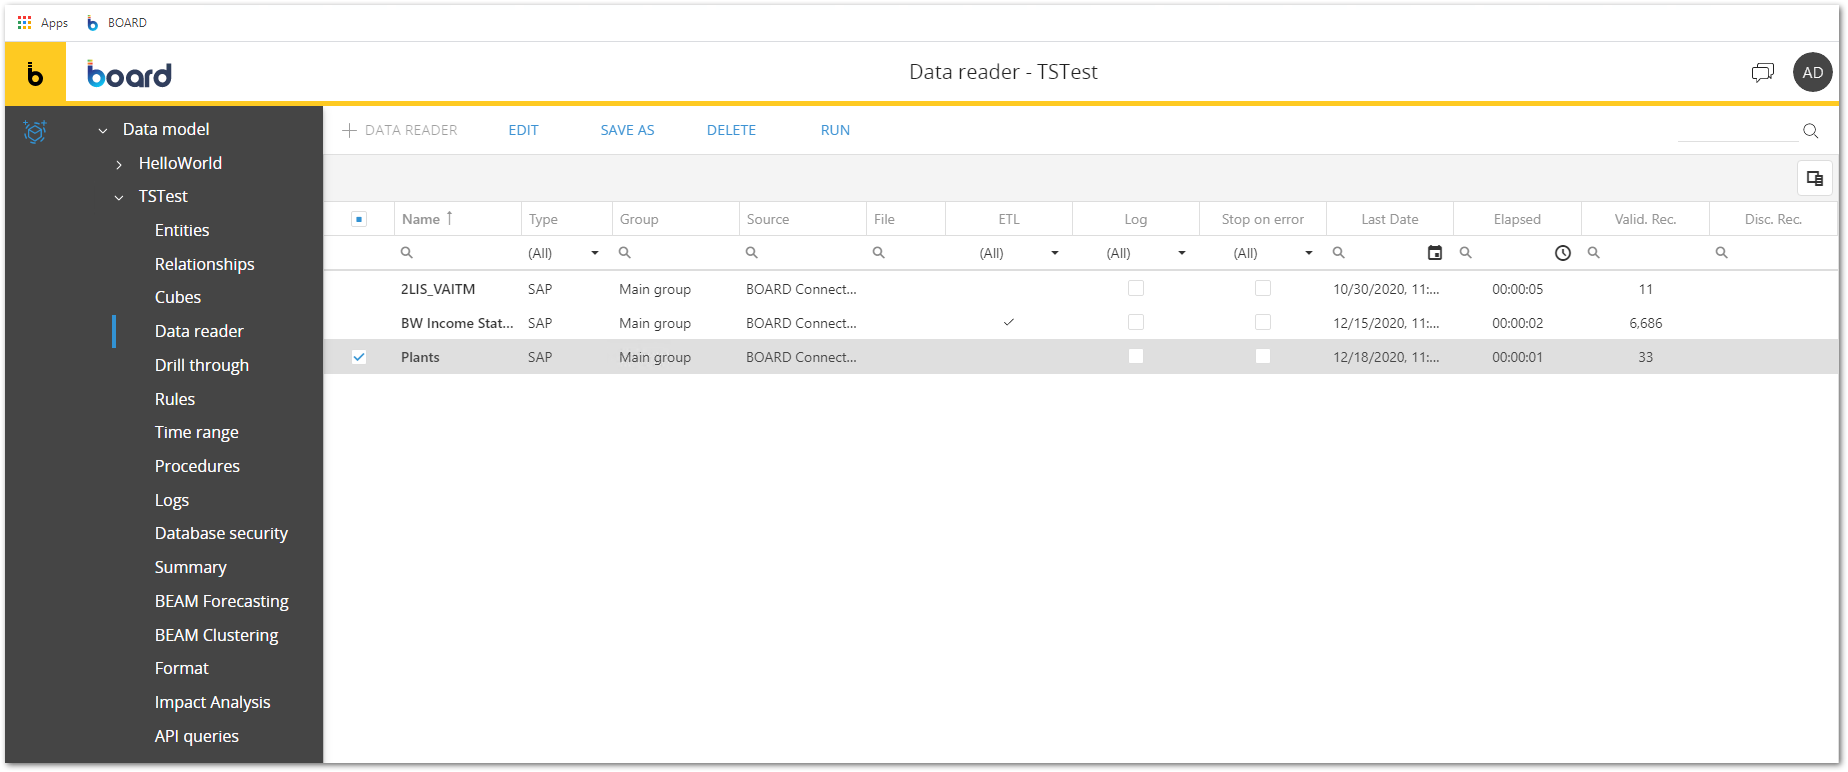 Apps BOARD
b board Data reader - TSTest AD
Data model
HelloWorld
TSTest
Entities
Relationships
Cubes
Data reader
Drill through
Rules
Time range
Procedures
Logs
Database security
Summary
BEAM Forecasting
BEAM Clustering
Format
Impact Analysis
API queries
DATA READER EDIT SAVE AS DELETE RUN
Name Type Group Source File ETL Log Stop on error Last Date Elapsed Valid. Rec. Disc. Rec.
(All) (All) (All) (All)
2LIS_VAITM SAP Main group BOARD Connect... 10/30/2020, 11:... 00:00:05 11
BW Income Stat... SAP Main group BOARD Connect... 12/15/2020, 11:... 00:00:02 6,686
Plants SAP Main group BOARD Connect... 12/18/2020, 11:... 00:00:01 33